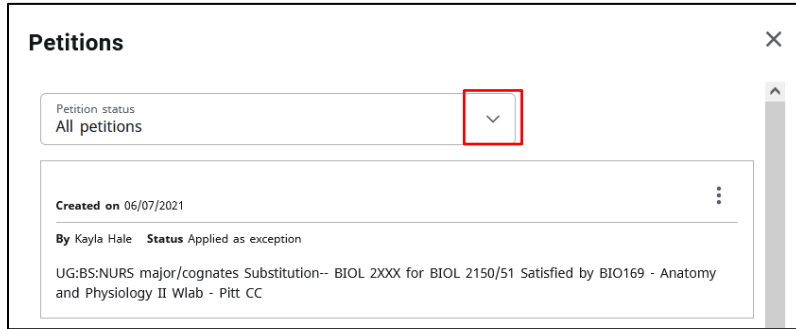 Petitions
Petition status
All petitions
Created on 06/07/2021
By Kayla Hale Status Applied as exception
UG:BS:NURS major/cognates Substitution-- BIOL 2XXX for BIOL 2150/51 Satisfied by BIO169 - Anatomy
and Physiology II Wlab - Pitt CC